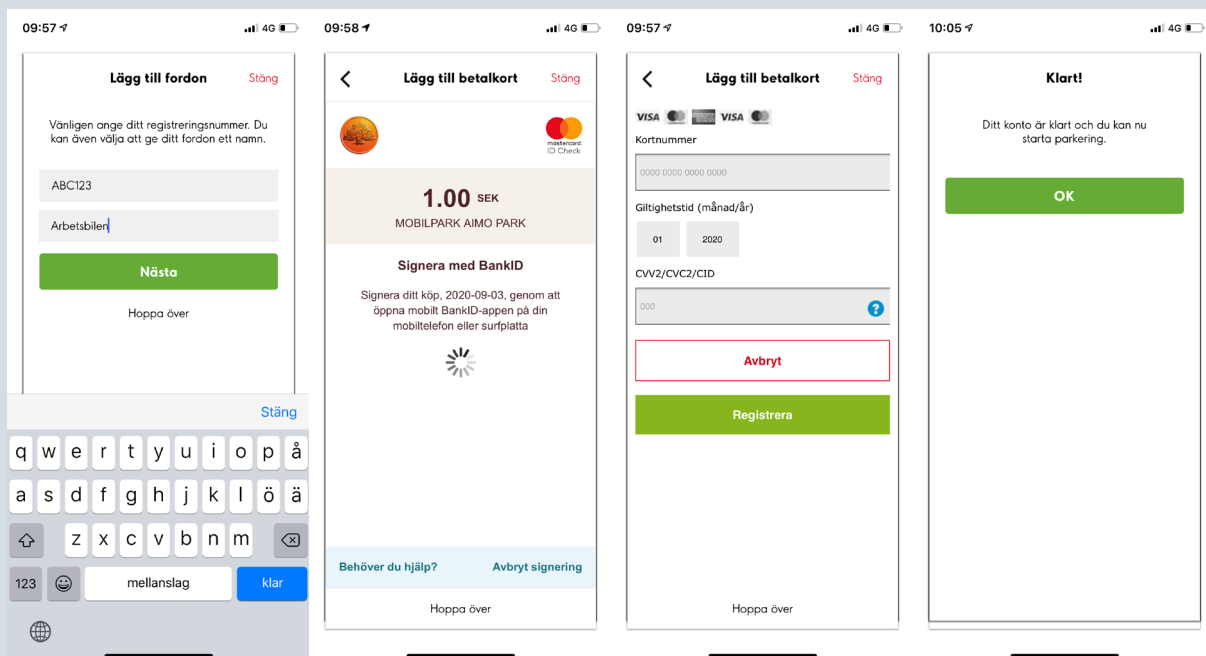 09:57
4G
Lägg till fordon
Stäng
Vänligen ange ditt registreringsnummer. Du
kan även välja att ge ditt fordon ett namn.
ABC123
Arbetsbilen
Nästa
Hoppa över
Stäng
q w e r t y u i o p å
a s d f g h j k l ö ä
z x c v b n m
123
mellanslag
klar
09:58
4G
Lägg till betalkort
Stäng
mastercard
ID Check
1.00 SEK
MOBILPARK AIMO PARK
Signera med BankID
Signera ditt köp, 2020-09-03, genom att
öppna mobilt BankID-appen på din
mobiltelefon eller surfplatta
Behöver du hjälp?
Avbryt signering
Hoppa över
09:57
4G
Lägg till betalkort
Stäng
VISA
VISA
Kortnummer
0000 0000 0000 0000
Giltighetstid (månad/år)
01
2020
CVV2/CVC2/CID
000
?
Avbryt
Registrera
Hoppa över
10:05
4G
Klart!
Ditt konto är klart och du kan nu
starta parkering.
OK